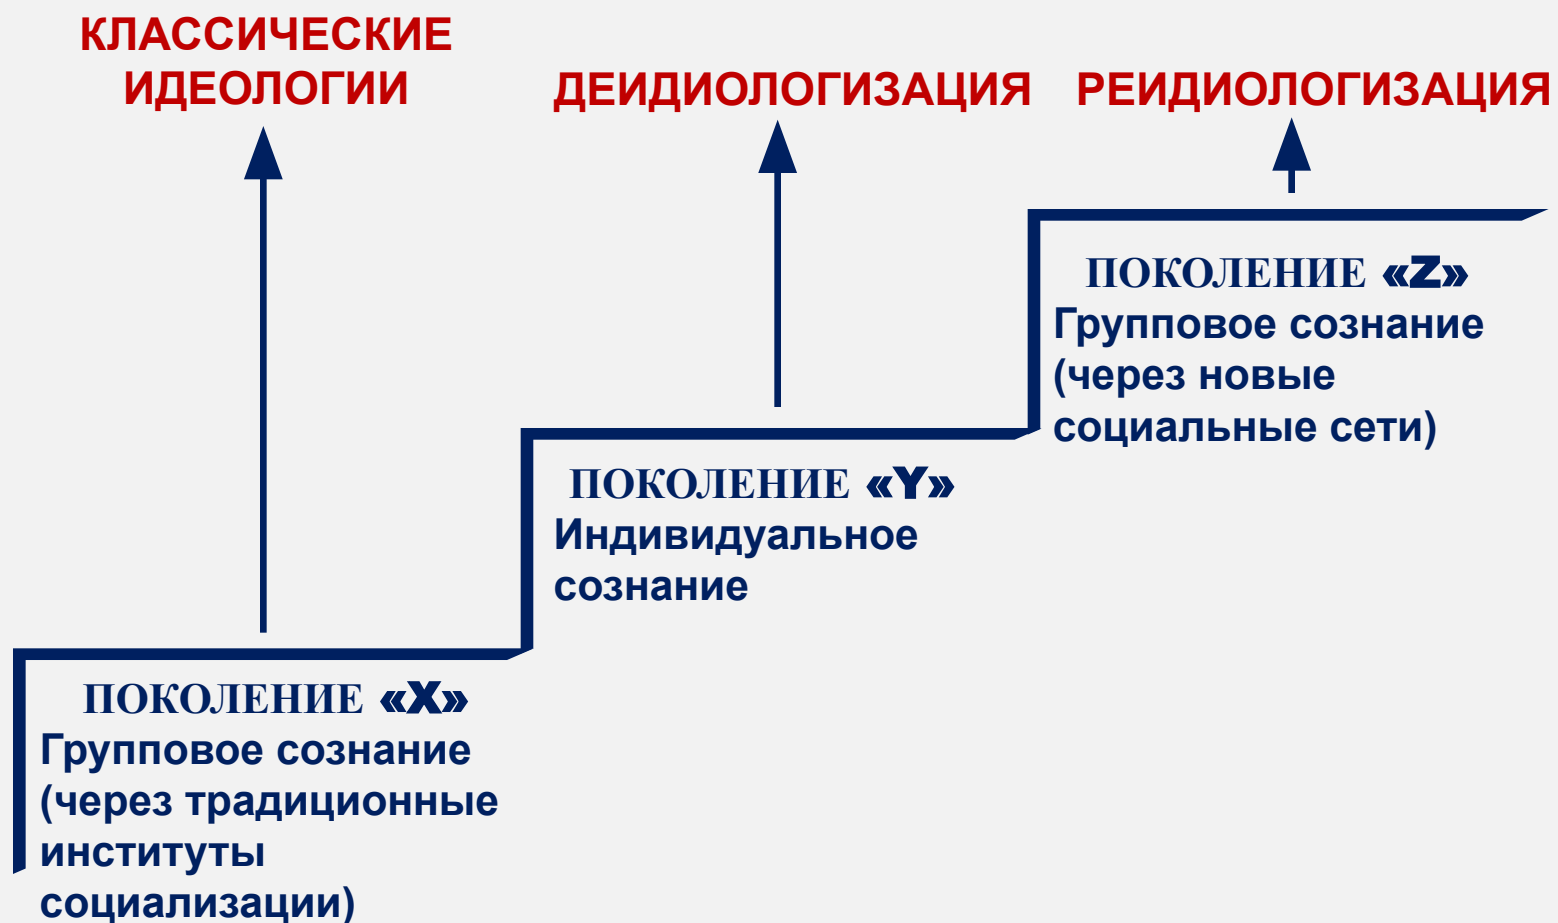 КЛАССИЧЕСКИЕ
ИДЕОЛОГИИ
ДЕИДИОЛОГИЗАЦИЯ
РЕИДИОЛОГИЗАЦИЯ
ПОКОЛЕНИЕ «Z»
Групповое сознание
(через новые
социальные сети)
ПОКОЛЕНИЕ «Y»
Индивидуальное
сознание
ПОКОЛЕНИЕ «X»
Групповое сознание
(через традиционные
институты
социализации)